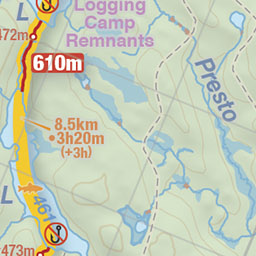 Logging
Camp
Remnants
L
472m
610m
Presto
8.5km
3h20m
(+3h)
L
461
473m